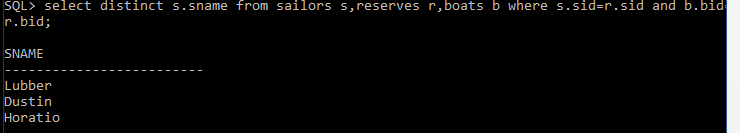 SQL> select distinct s.sname from sailors s,reserves r,boats b where s.sid=r.sid and b.bid=
r.bid;
SNAME
-------------------------
Lubber
Dustin
Horatio